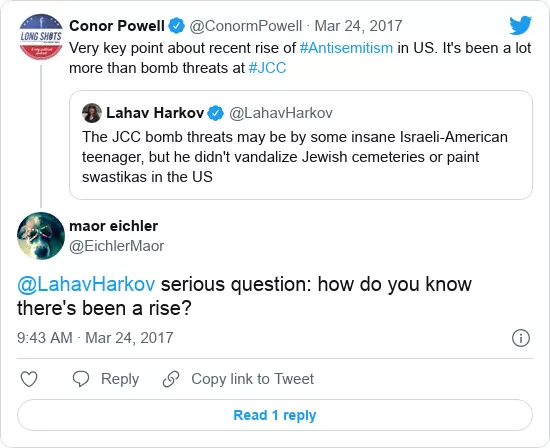 LONG SHOTS
Conor Powell @ConormPowell · Mar 24, 2017
Very key point about recent rise of #Antisemitism in US. It's been a lot
more than bomb threats at #JCC
Lahav Harkov @LahavHarkov
The JCC bomb threats may be by some insane Israeli-American
teenager, but he didn't vandalize Jewish cemeteries or paint
swastikas in the US
maor eichler
@EichlerMaor
@LahavHarkov serious question: how do you know
there's been a rise?
9:43 AM · Mar 24, 2017
Reply
Copy link to Tweet
Read 1 reply